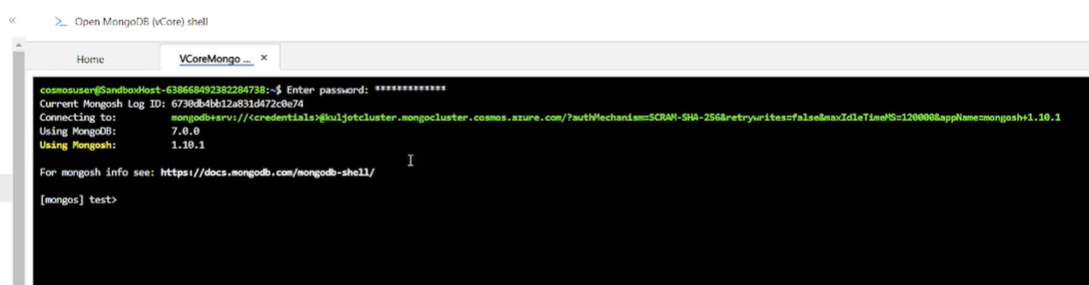 Open MongoDB (vCore) shell
Home VCoreMongo ...
cosmosuser@SandboxHost-638668492382284738:~$ Enter password: *************
Current Mongosh Log ID: 6730db4bb12a831d472c0e74
Connecting to: mongodb+srv://<credentials>@kuljotcluster.mongocluster.cosmos.azure.com/?authMechanism=SCRAM-SHA-256&retrywrites=false&maxIdleTimeMS=120000&appName=mongosh+1.10.1
Using MongoDB: 7.0.0
Using Mongosh: 1.10.1
For mongosh info see: https://docs.mongodb.com/mongodb-shell/
[mongos] test>